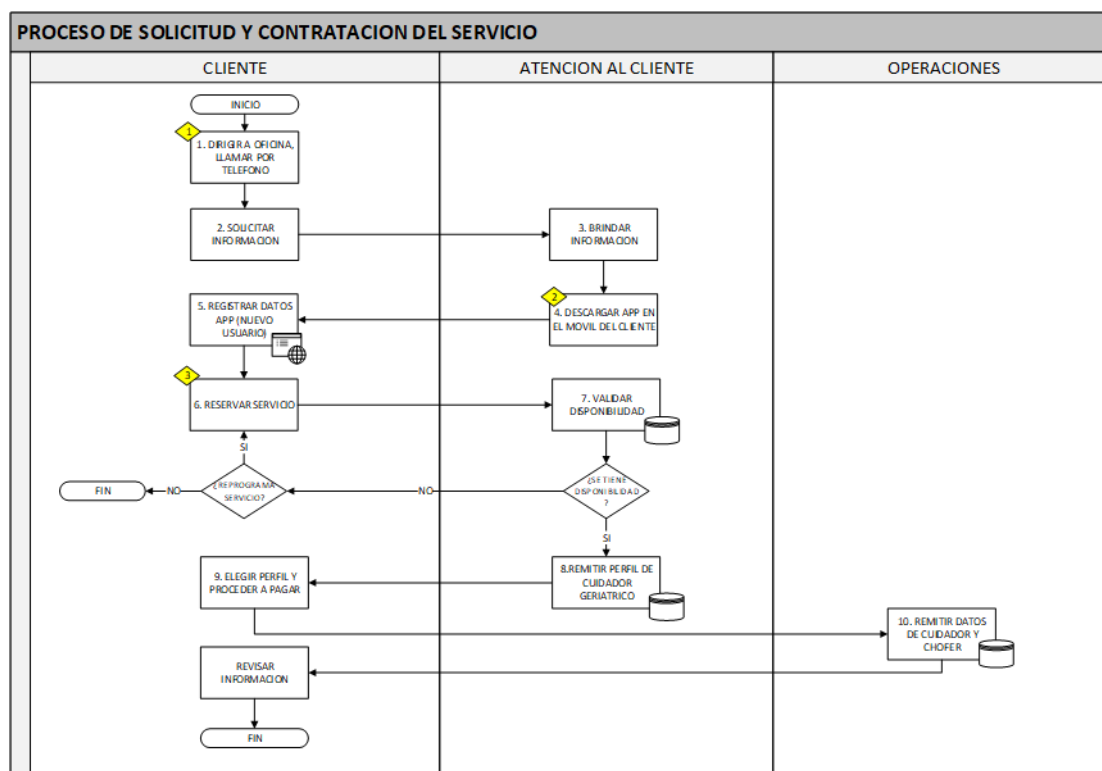 PROCESO DE SOLICITUD Y CONTRATACION DEL SERVICIO
CLIENTE
ATENCION AL CLIENTE
OPERACIONES
INICIO
1
1. DIRIGIR A OFICINA,
LLAMAR POR
TELEFONO
2. SOLICITAR
INFORMACION
3. BRINDAR
INFORMACION
2
4. DESCARGAR APP EN
EL MOVIL DEL CLIENTE
5. REGISTRAR DATOS
APP (NUEVO
USUARIO)
3
6. RESERVAR SERVICIO
7. VALIDAR
DISPONIBILIDAD
SI
¿REPROGRAMA
SERVICIO?
NO
FIN
NO
¿SE TIENE
DISPONIBILIDAD
?
SI
8.REMITIR PERFIL DE
CUIDADOR
GERIATRICO
9. ELEGIR PERFIL Y
PROCEDER A PAGAR
10. REMITIR DATOS
DE CUIDADOR Y
CHOFER
REVISAR
INFORMACION
FIN